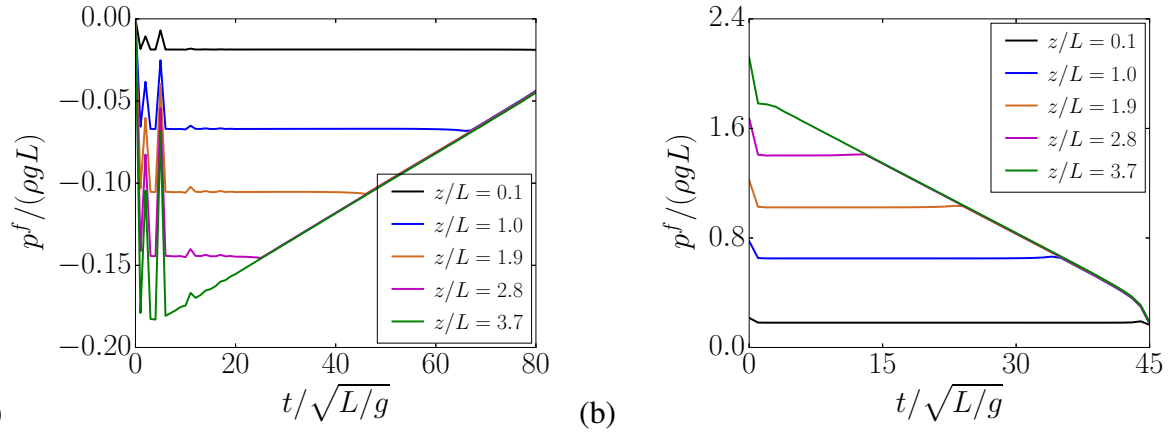 0.00
−0.05
−0.10
−0.15
−0.20
p^f/(ρgL)
0 20 40 60 80
t/√(L/g)
z/L = 0.1
z/L = 1.0
z/L = 1.9
z/L = 2.8
z/L = 3.7
)
(b)
2.4
1.6
0.8
0.0
p^f/(ρgL)
0 15 30 45
t/√(L/g)
z/L = 0.1
z/L = 1.0
z/L = 1.9
z/L = 2.8
z/L = 3.7